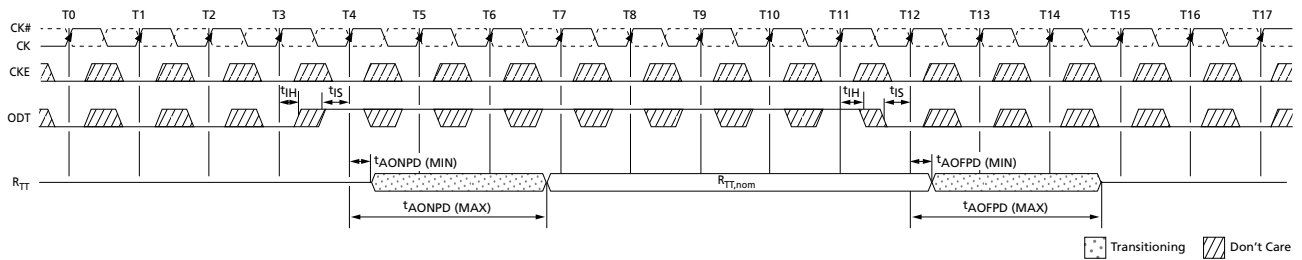 T0 T1 T2 T3 T4 T5 T6 T7 T8 T9 T10 T11 T12 T13 T14 T15 T16 T17
CK#
CK
CKE
tIH tIS tIH tIS
ODT
tAONPD (MIN) tAOFPD (MIN)
RTT RTT,nom
tAONPD (MAX) tAOFPD (MAX)
Transitioning Don't Care